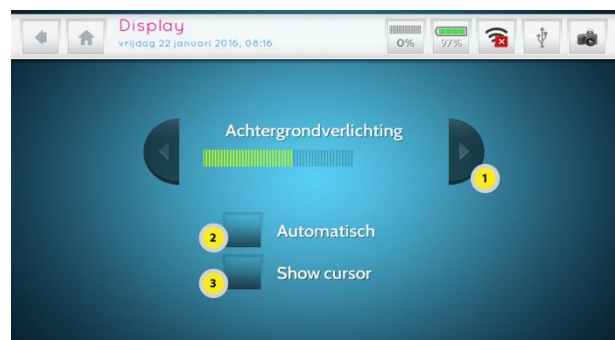 Display
vrijdag 22 januari 2016, 08:16
0%
97%
Achtergrondverlichting
1
2
Automatisch
3
Show cursor